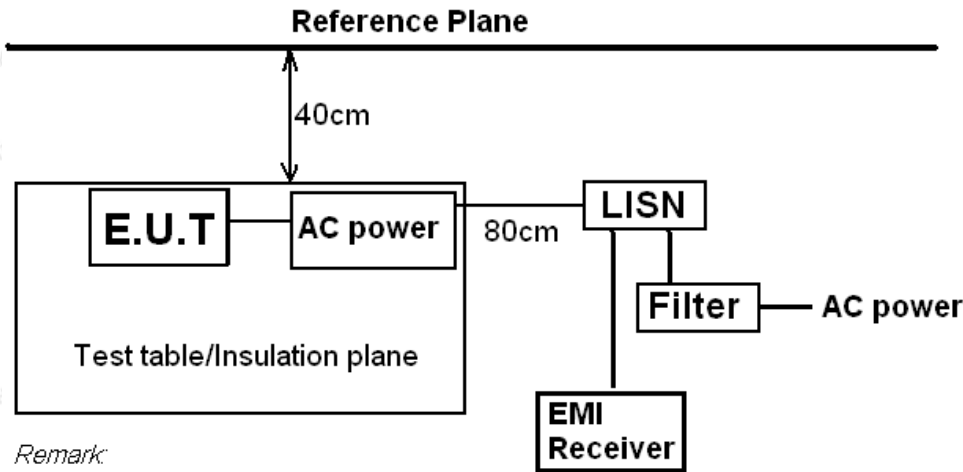 Reference Plane
40cm
E.U.T
AC power
80cm
LISN
Filter
AC power
Test table/Insulation plane
EMI
Receiver
Remark: